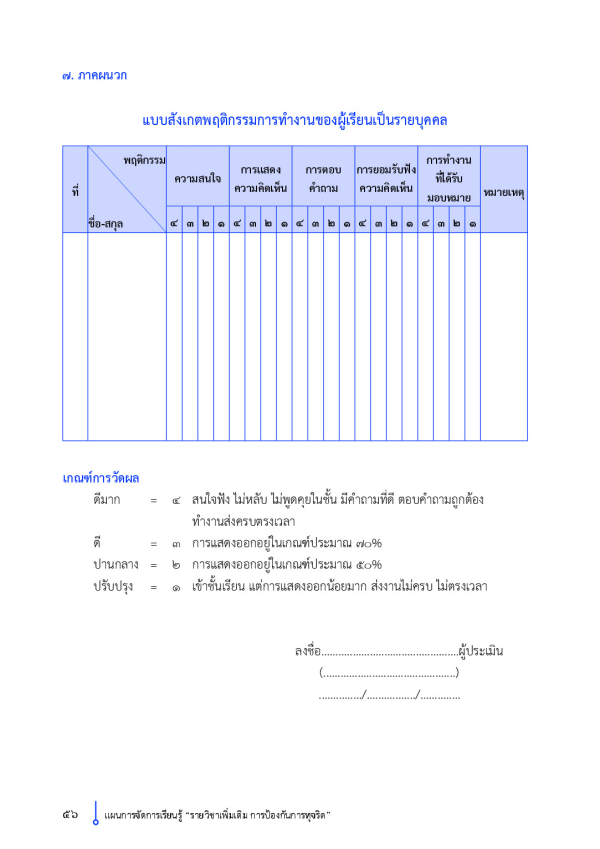 ๗. ภาคผนวก
แบบสังเกตพฤติกรรมการทำงานของผู้เรียนเป็นรายบุคคล
ที่
พฤติกรรม
ชื่อ-สกุล
ความสนใจ
การแสดง
ความคิดเห็น
การตอบ
คำถาม
การยอมรับฟัง
ความคิดเห็น
การทำงาน
ที่ได้รับ
มอบหมาย
หมายเหตุ
๔ ๓ ๒ ๑ ๔ ๓ ๒ ๑ ๔ ๓ ๒ ๑ ๔ ๓ ๒ ๑ ๔ ๓ ๒ ๑
เกณฑ์การวัดผล
ดีมาก = ๔ สนใจฟัง ไม่หลับ ไม่พูดคุยในชั้น มีคำถามที่ดี ตอบคำถามถูกต้อง
ทำงานส่งครบตรงเวลา
ดี = ๓ การแสดงออกอยู่ในเกณฑ์ประมาณ ๗๐%
ปานกลาง = ๒ การแสดงออกอยู่ในเกณฑ์ประมาณ ๕๐%
ปรับปรุง = ๑ เข้าชั้นเรียน แต่การแสดงออกน้อยมาก ส่งงานไม่ครบ ไม่ตรงเวลา
ลงชื่อ................................................ผู้ประเมิน
(..............................................)
.............../................./..............
๕๖ แผนการจัดการเรียนรู้ "รายวิชาเพิ่มเติม การป้องกันการทุจริต"